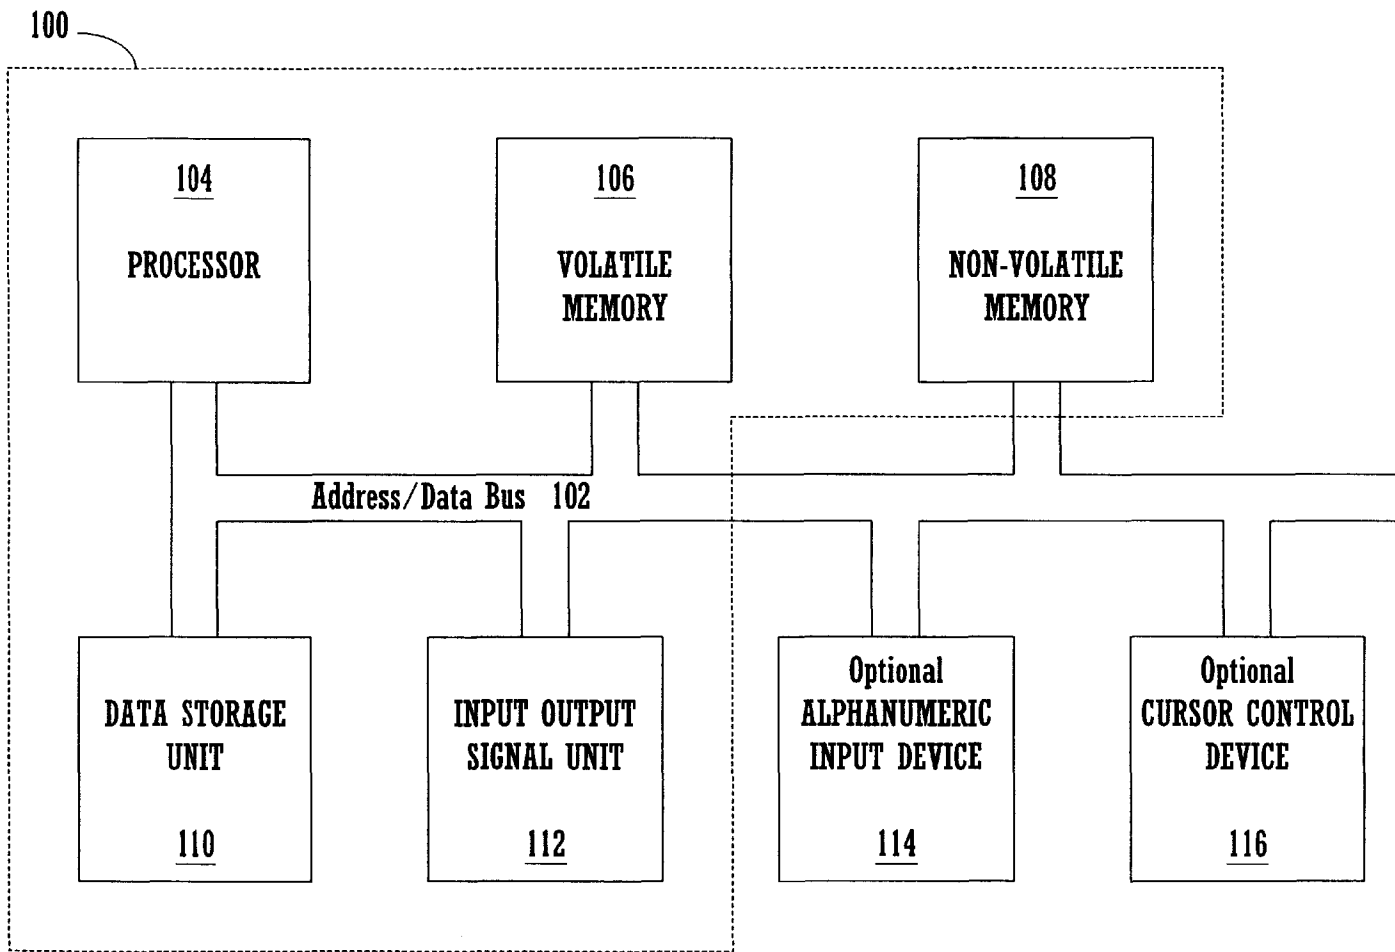 100
104
PROCESSOR
106
VOLATILE
MEMORY
108
NON-VOLATILE
MEMORY
Address/Data Bus 102
DATA STORAGE
UNIT
110
INPUT OUTPUT
SIGNAL UNIT
112
Optional
ALPHANUMERIC
INPUT DEVICE
114
Optional
CURSOR CONTROL
DEVICE
116